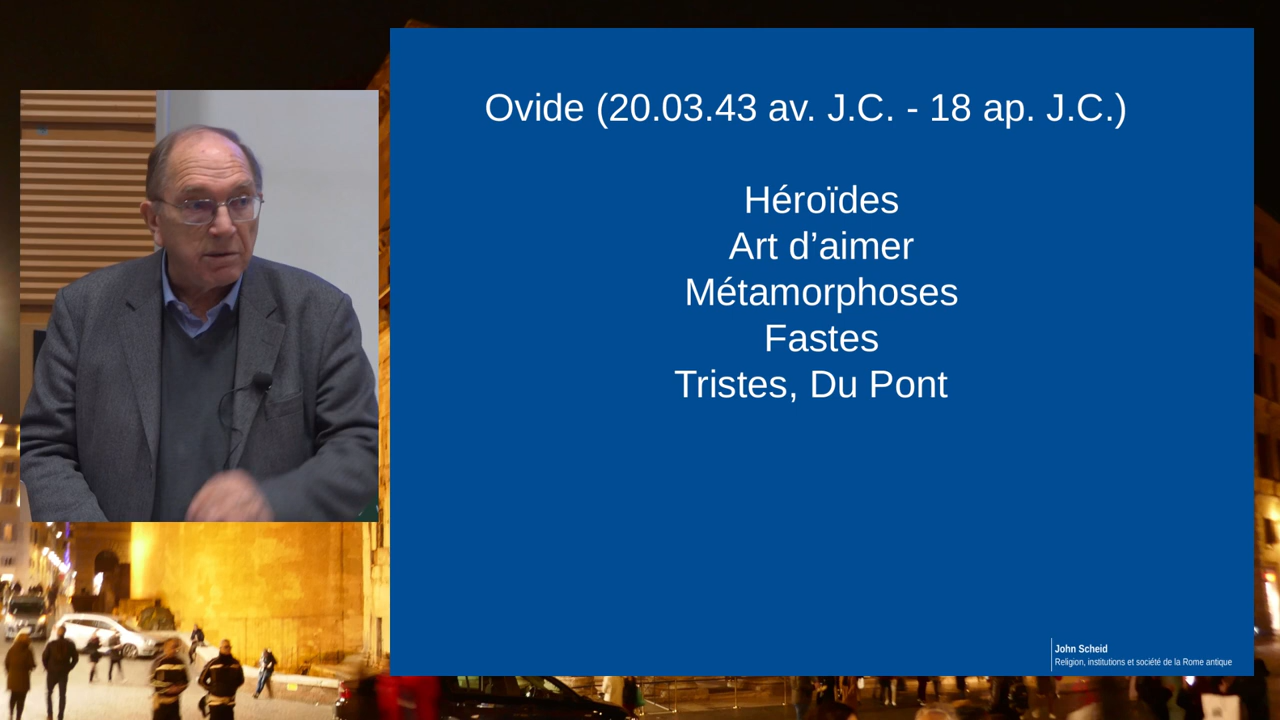 Ovide (20.03.43 av. J.C. - 18 ap. J.C.)
Héroïdes
Art d’aimer
Métamorphoses
Fastes
Tristes, Du Pont
John Scheid
Religion, institutions et société de la Rome antique